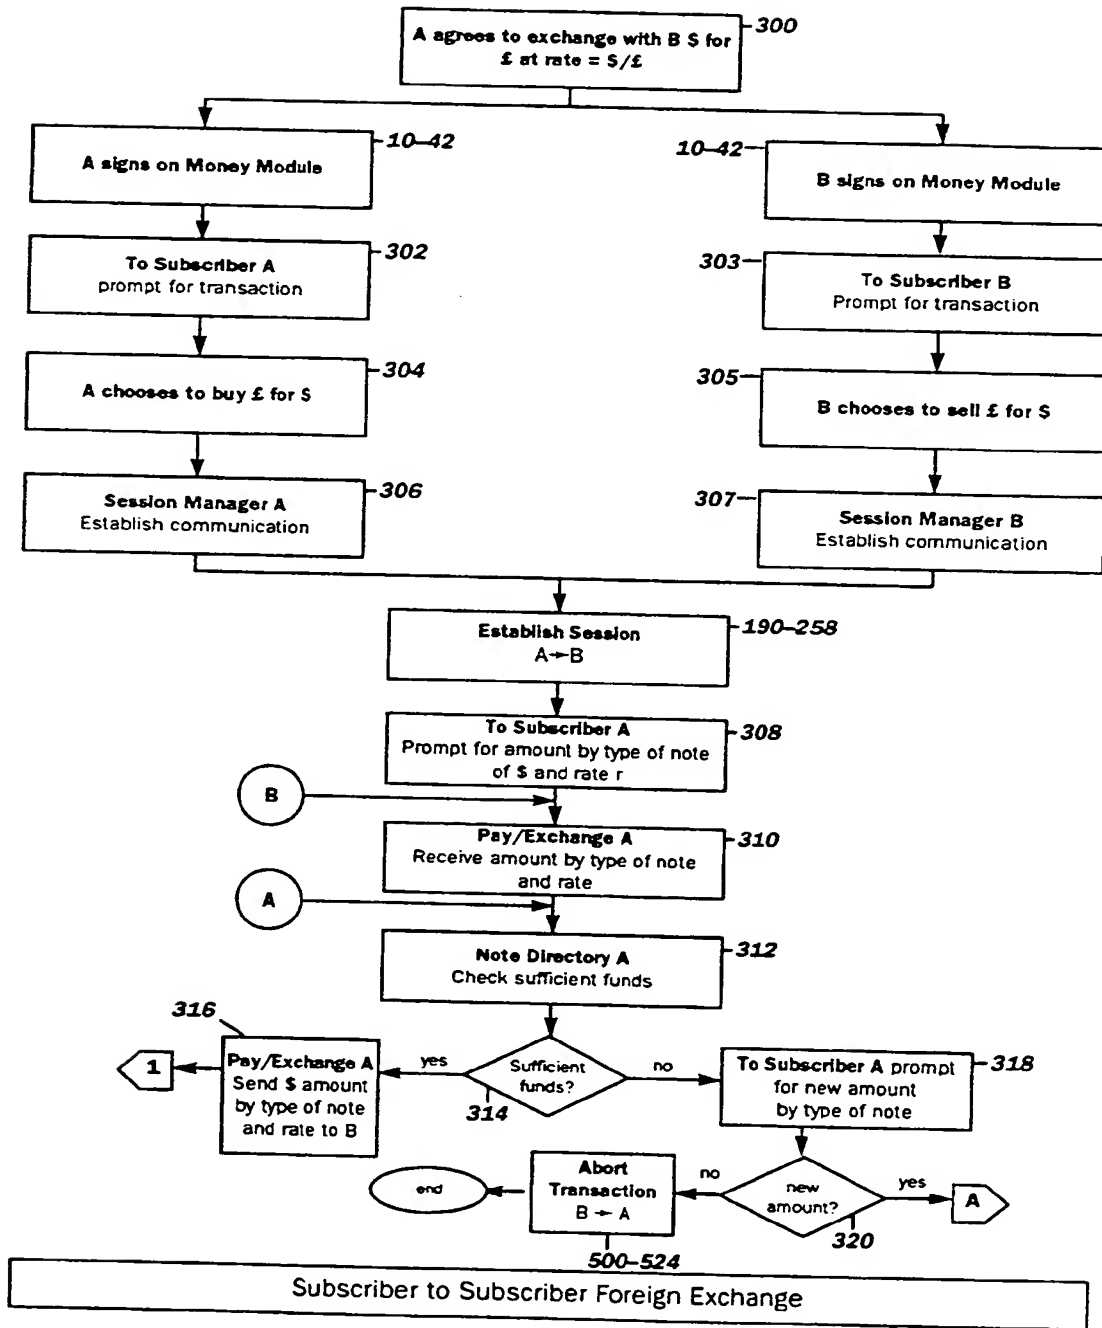 A agrees to exchange with B $ for
£ at rate = $/£
300
A signs on Money Module
10–42
10–42
B signs on Money Module
To Subscriber A
prompt for transaction
302
303
To Subscriber B
Prompt for transaction
A chooses to buy £ for $
304
305
B chooses to sell £ for $
Session Manager A
Establish communication
306
307
Session Manager B
Establish communication
Establish Session
A→B
190–258
To Subscriber A
Prompt for amount by type of note
of $ and rate r
308
B
Pay/Exchange A
Receive amount by type of note
and rate
310
A
Note Directory A
Check sufficient funds
312
316
1
Pay/Exchange A
Send $ amount
by type of note
and rate to B
yes
Sufficient
funds?
314
no
To Subscriber A prompt
for new amount
by type of note
318
end
Abort
Transaction
B → A
500–524
no
new
amount?
320
yes
A
Subscriber to Subscriber Foreign Exchange